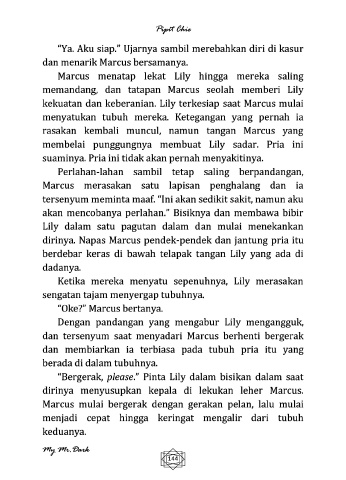 Pipit Chie
“Ya. Aku siap.” Ujarnya sambil merebahkan diri di kasur
dan menarik Marcus bersamanya.
Marcus menatap lekat Lily hingga mereka saling
memandang, dan tatapan Marcus seolah memberi Lily
kekuatan dan keberanian. Lily terkesiap saat Marcus mulai
menyatukan tubuh mereka. Ketegangan yang pernah ia
rasakan kembali muncul, namun tangan Marcus yang
membelai punggungnya membuat Lily sadar. Pria ini
suaminya. Pria ini tidak akan pernah menyakitinya.
Perlahan-lahan sambil tetap saling berpandangan,
Marcus merasakan satu lapisan penghalang dan ia
tersenyum meminta maaf. “Ini akan sedikit sakit, namun aku
akan mencobanya perlahan.” Bisiknya dan membawa bibir
Lily dalam satu pagutan dalam dan mulai menekankan
dirinya. Napas Marcus pendek-pendek dan jantung pria itu
berdebar keras di bawah telapak tangan Lily yang ada di
dadanya.
Ketika mereka menyatu sepenuhnya, Lily merasakan
sengatan tajam menyergap tubuhnya.
“Oke?” Marcus bertanya.
Dengan pandangan yang mengabur Lily mengangguk,
dan tersenyum saat menyadari Marcus berhenti bergerak
dan membiarkan ia terbiasa pada tubuh pria itu yang
berada di dalam tubuhnya.
“Bergerak, please.” Pinta Lily dalam bisikan dalam saat
dirinya menyusupkan kepala di lekukan leher Marcus.
Marcus mulai bergerak dengan gerakan pelan, lalu mulai
menjadi cepat hingga keringat mengalir dari tubuh
keduanya.
My Mr.Dark
144